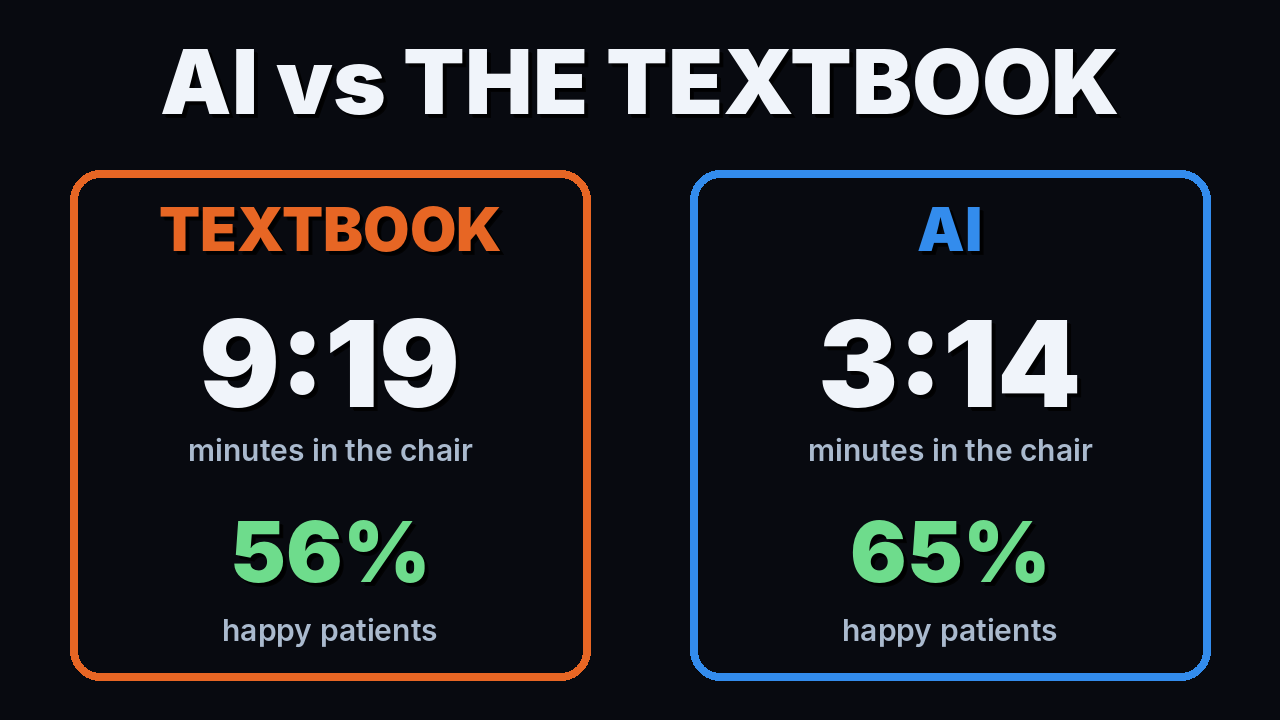 AI vs THE TEXTBOOK
TEXTBOOK
9:19
minutes in the chair
56%
happy patients
AI
3:14
minutes in the chair
65%
happy patients